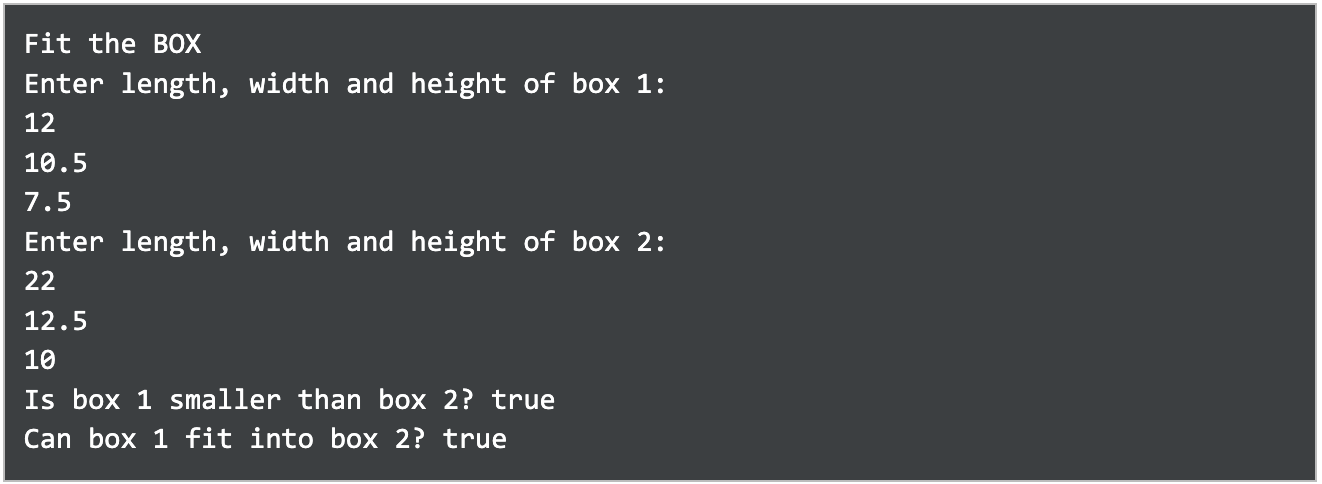 Fit the BOX
Enter length, width and height of box 1:
12
10.5
7.5
Enter length, width and height of box 2:
22
12.5
10
Is box 1 smaller than box 2? true
Can box 1 fit into box 2? true